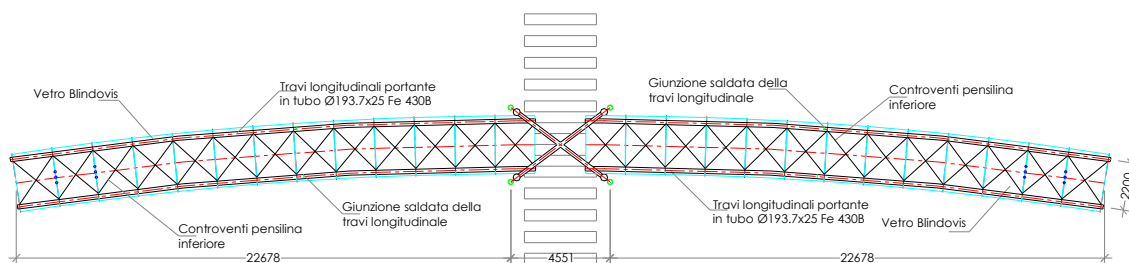 Vetro Blindovis
Travi longitudinali portante
in tubo Ø193.7x25 Fe 430B
Giunzione saldata della
travi longitudinale
Controventi pensilina
inferiore
Giunzione saldata della
travi longitudinale
Controventi pensilina
inferiore
Travi longitudinali portante
in tubo Ø193.7x25 Fe 430B
Vetro Blindovis
2200
22678
4551
22678